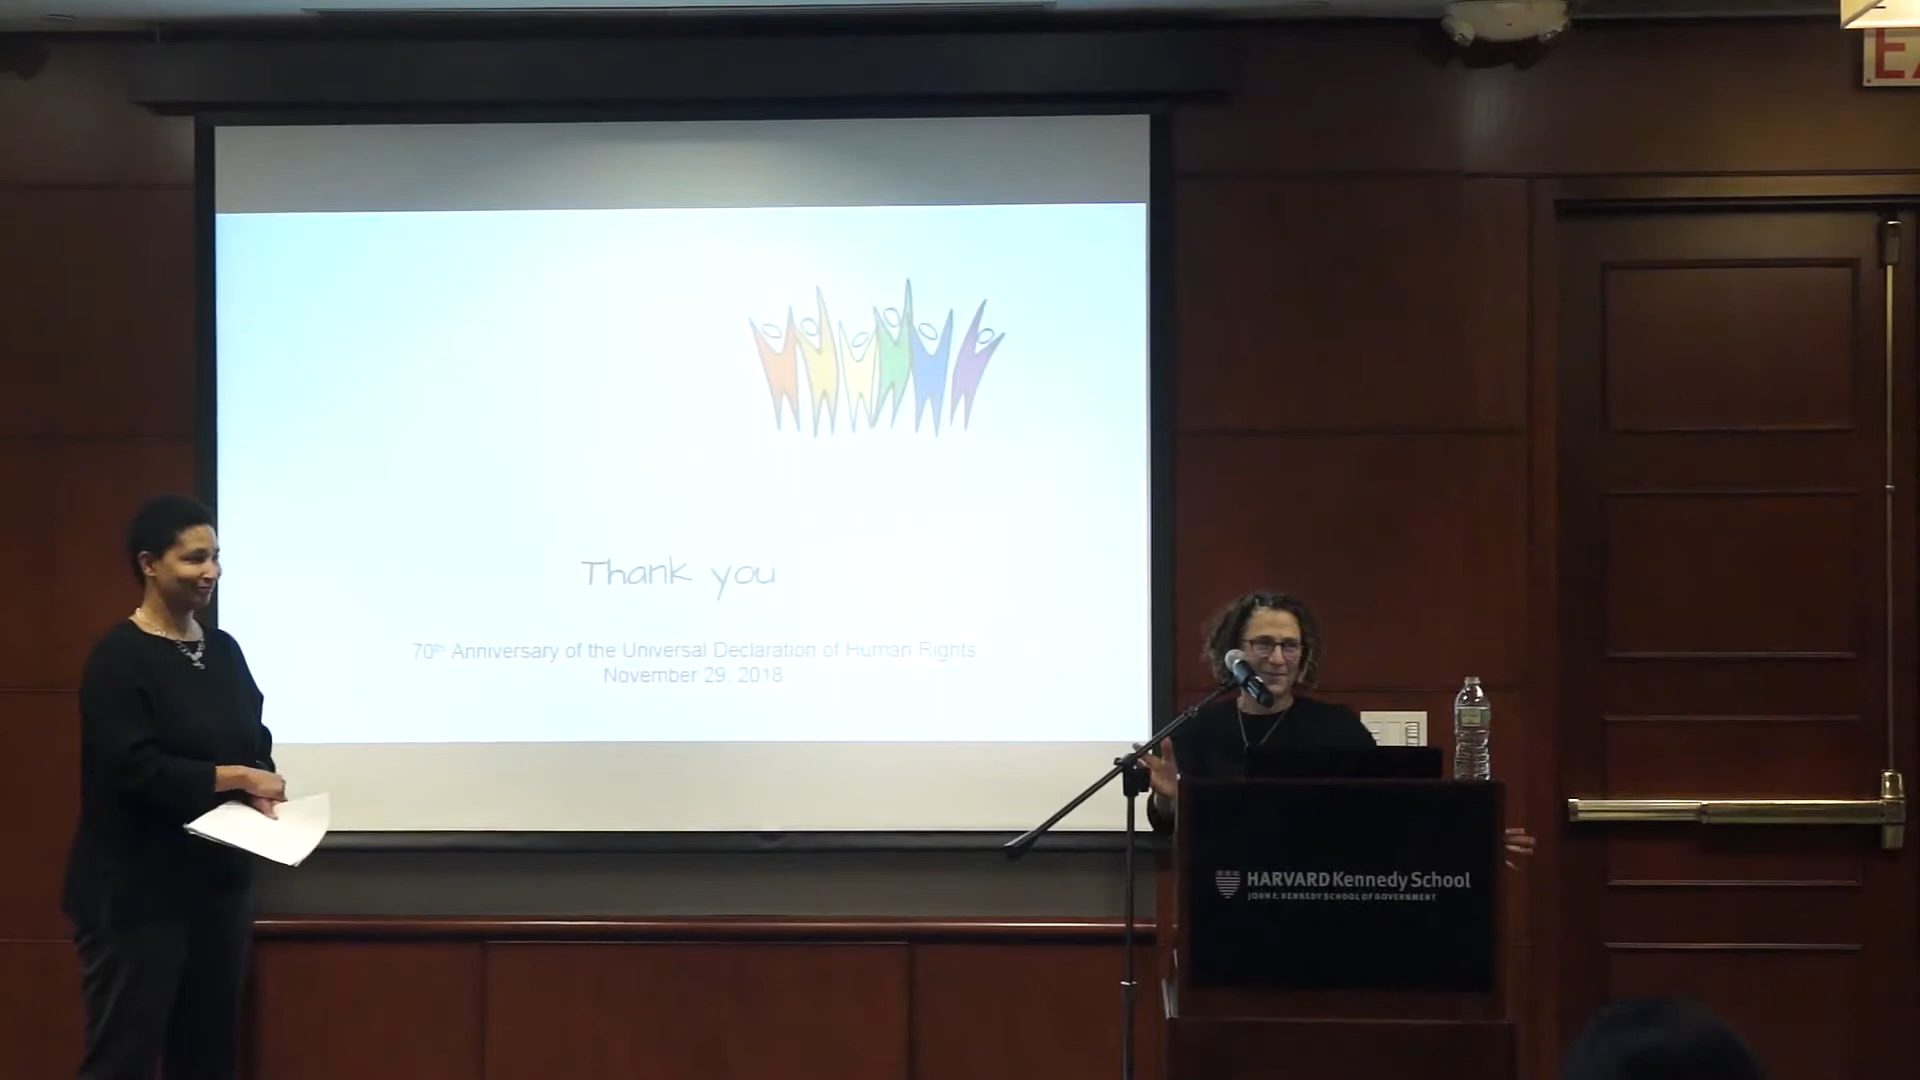 Thank you
70th Anniversary of the Universal Declaration of Human Rights
November 29, 2018
HARVARD Kennedy School
JOHN F. KENNEDY SCHOOL OF GOVERNMENT